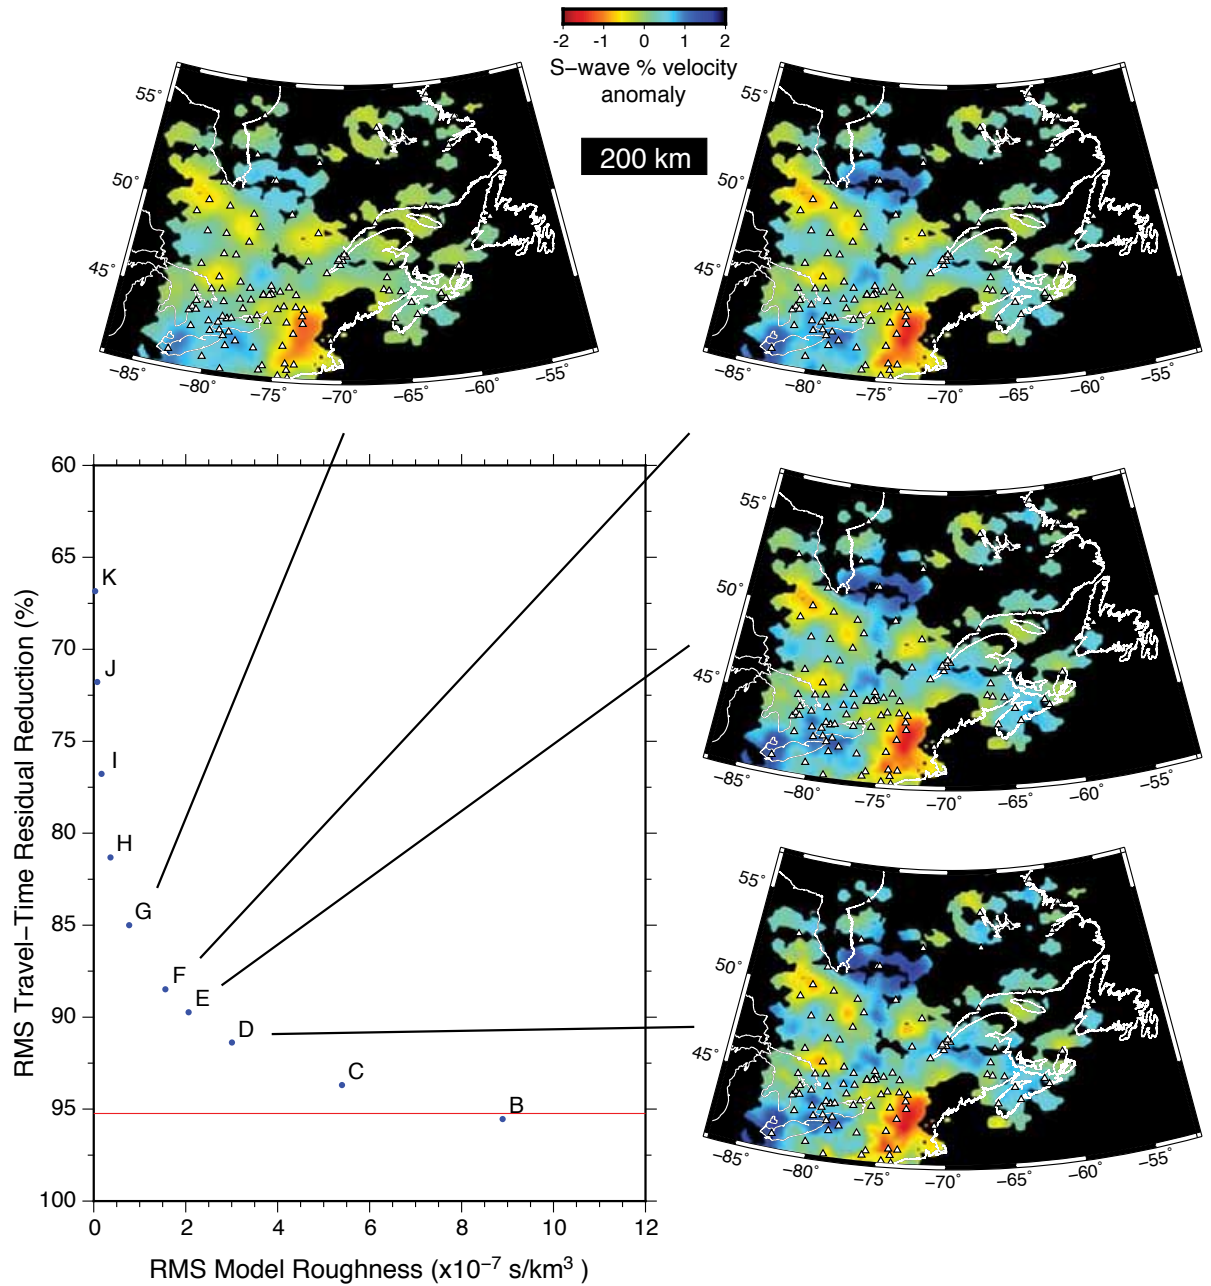 -2 -1 0 1 2
S−wave % velocity
anomaly
200 km
55˚
50˚
45˚
−85˚ −80˚ −75˚ −70˚ −65˚ −60˚ −55˚
55˚
50˚
45˚
−85˚ −80˚ −75˚ −70˚ −65˚ −60˚ −55˚
55˚
50˚
45˚
−85˚ −80˚ −75˚ −70˚ −65˚ −60˚ −55˚
55˚
50˚
45˚
−85˚ −80˚ −75˚ −70˚ −65˚ −60˚ −55˚
RMS Travel−Time Residual Reduction (%)
60
65
70
75
80
85
90
95
100
K
J
I
H
G
F
E
D
C
B
0 2 4 6 8 10 12
RMS Model Roughness (x10⁻⁷ s/km³ )